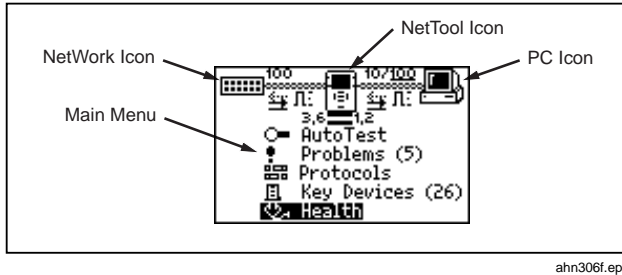 NetTool Icon
NetWork Icon
PC Icon
100
10/100
Main Menu
3,6
1,2
AutoTest
Problems (5)
Protocols
Key Devices (26)
Health
ahn306f.ep